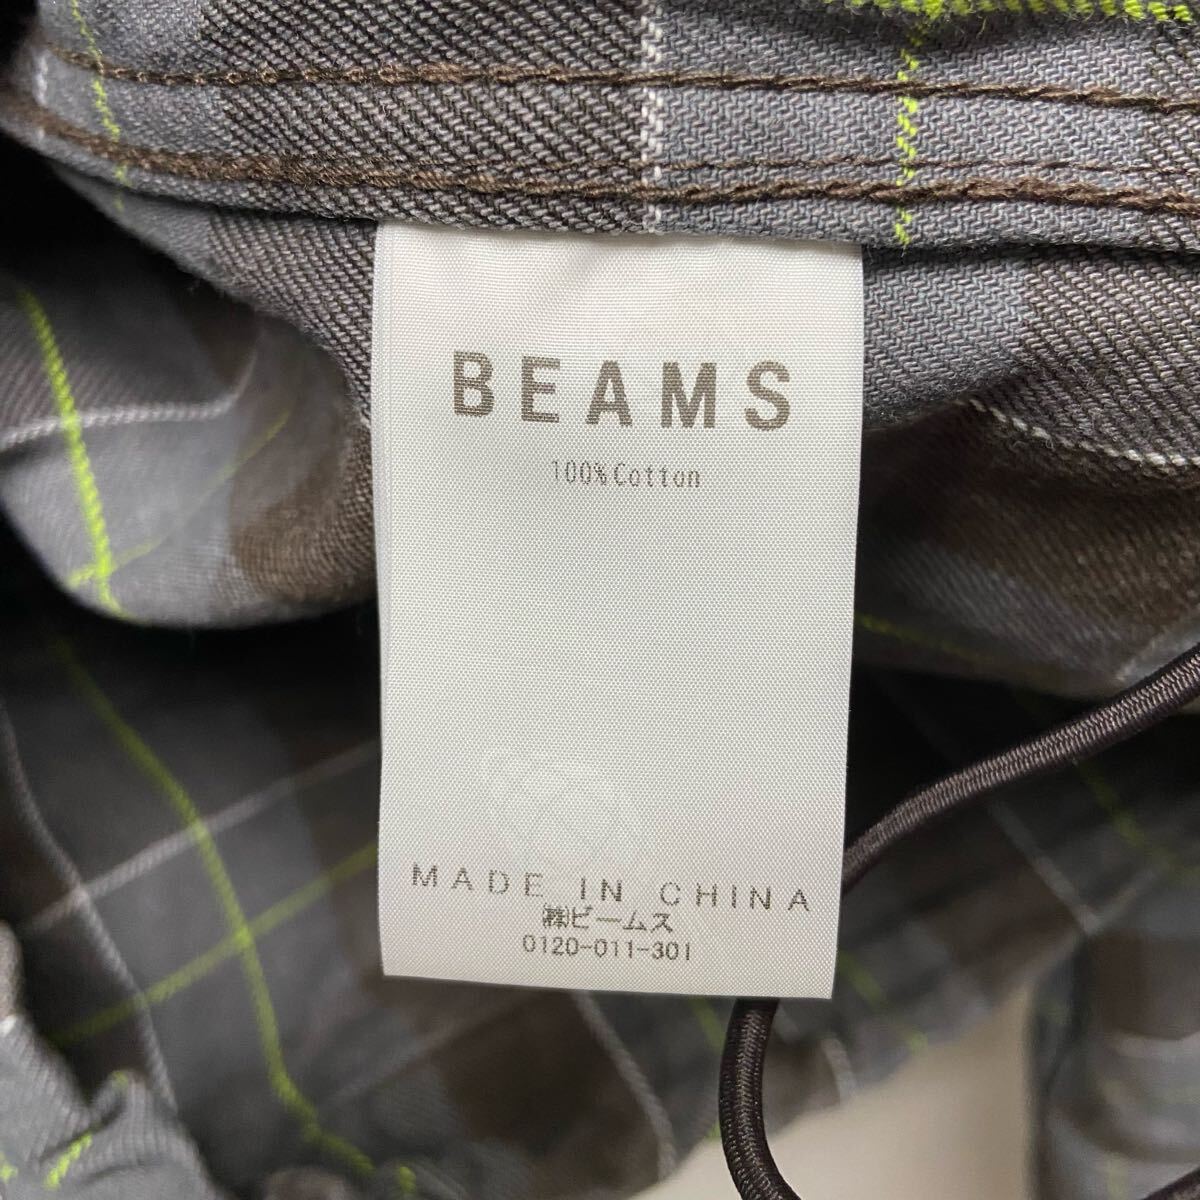 BEAMS
100% Cotton
MADE IN CHINA
㈱ビームス
0120-011-301